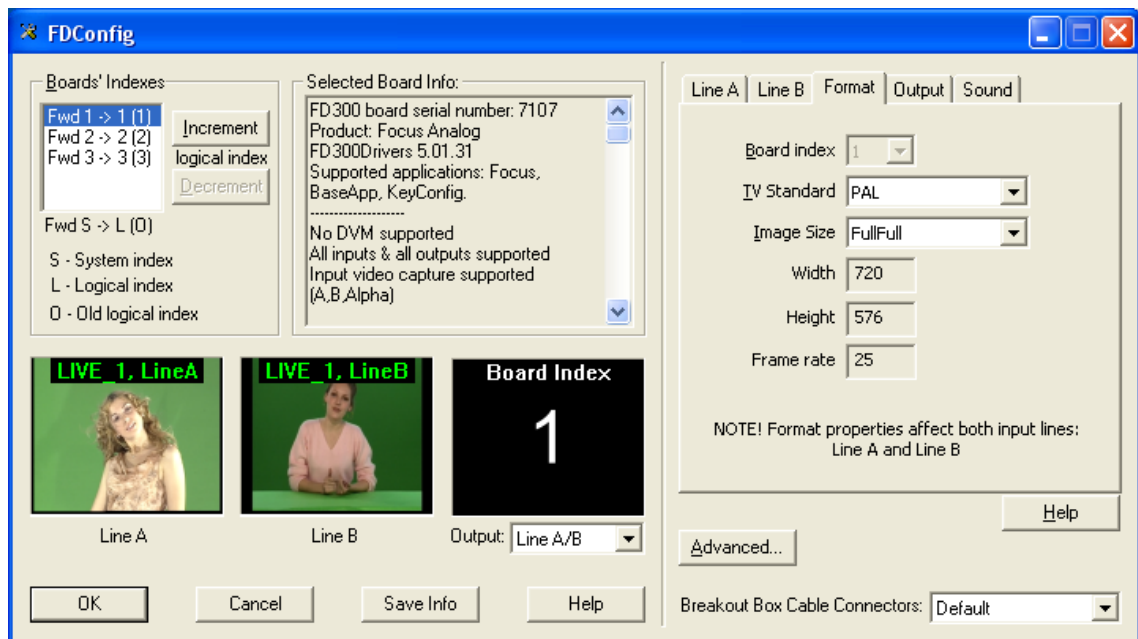 FDConfig
Boards' Indexes
Fwd 1 -> 1 (1)
Fwd 2 -> 2 (2)
Fwd 3 -> 3 (3)
Increment
logical index
Decrement
Fwd S -> L (O)
S - System index
L - Logical index
O - Old logical index
Selected Board Info:
FD300 board serial number: 7107
Product: Focus Analog
FD300Drivers 5.01.31
Supported applications: Focus,
BaseApp, KeyConfig.
--------------------
No DVM supported
All inputs & all outputs supported
Input video capture supported
(A,B,Alpha)
LIVE_1, LineA
LIVE_1, LineB
Board Index
1
Line A
Line B
Output: Line A/B
OK
Cancel
Save Info
Help
Line A
Line B
Format
Output
Sound
Board index 1
TV Standard PAL
Image Size FullFull
Width 720
Height 576
Frame rate 25
NOTE! Format properties affect both input lines:
Line A and Line B
Help
Advanced...
Breakout Box Cable Connectors: Default